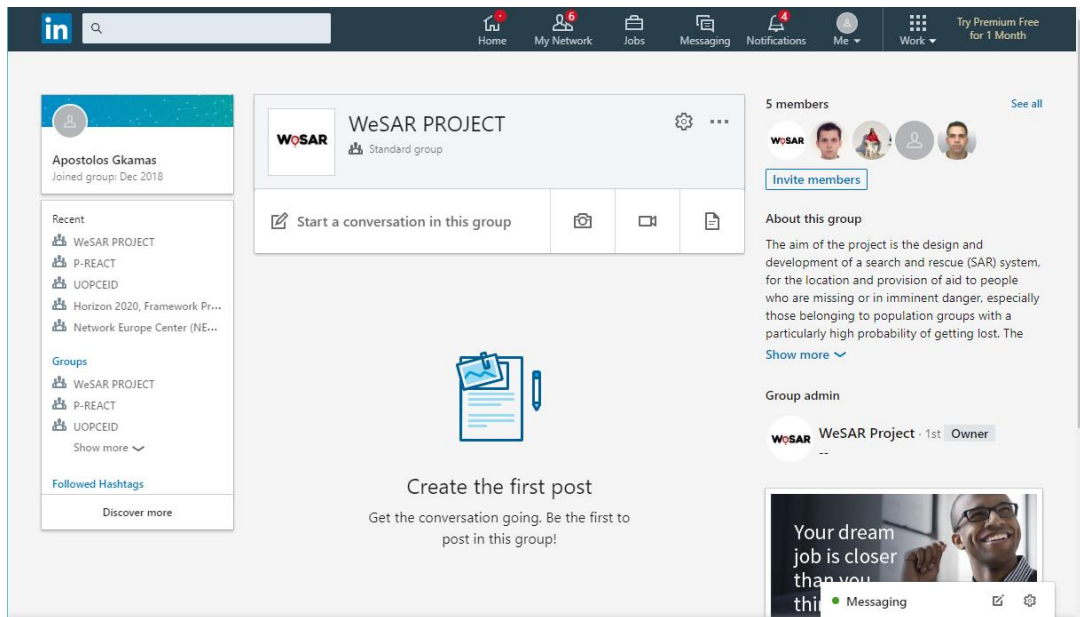 in
6
4
Home
My Network
Jobs
Messaging
Notifications
Me
Work
Try Premium Free
for 1 Month
Apostolos Gkamas
Joined group: Dec 2018
Recent
WeSAR PROJECT
P-REACT
UOPCEID
Horizon 2020, Framework Pr...
Network Europe Center (NE...
Groups
WeSAR PROJECT
P-REACT
UOPCEID
Show more
Followed Hashtags
Discover more
WeSAR
WeSAR PROJECT
Standard group
Start a conversation in this group
Create the first post
Get the conversation going. Be the first to
post in this group!
5 members
See all
WeSAR
Invite members
About this group
The aim of the project is the design and
development of a search and rescue (SAR) system,
for the location and provision of aid to people
who are missing or in imminent danger, especially
those belonging to population groups with a
particularly high probability of getting lost. The
Show more
Group admin
WeSAR
WeSAR Project · 1st Owner
--
Your dream
job is closer
than you
thi
Messaging